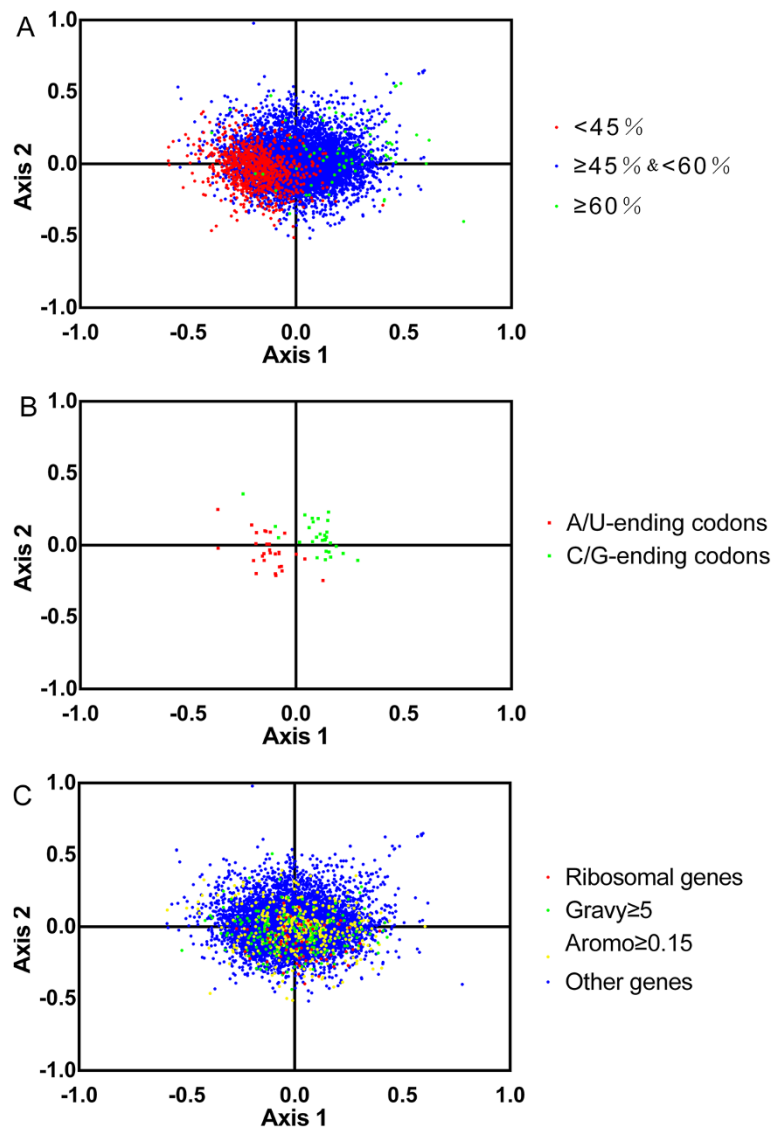 A
1.0
0.5
0.0
-0.5
-1.0
Axis 2
-1.0 -0.5 0.0 0.5 1.0
Axis 1
<45%
≥45% & <60%
≥60%
B
1.0
0.5
0.0
-0.5
-1.0
Axis 2
-1.0 -0.5 0.0 0.5 1.0
Axis 1
A/U-ending codons
C/G-ending codons
C
1.0
0.5
0.0
-0.5
-1.0
Axis 2
-1.0 -0.5 0.0 0.5 1.0
Axis 1
Ribosomal genes
Gravy≥5
Aromo≥0.15
Other genes